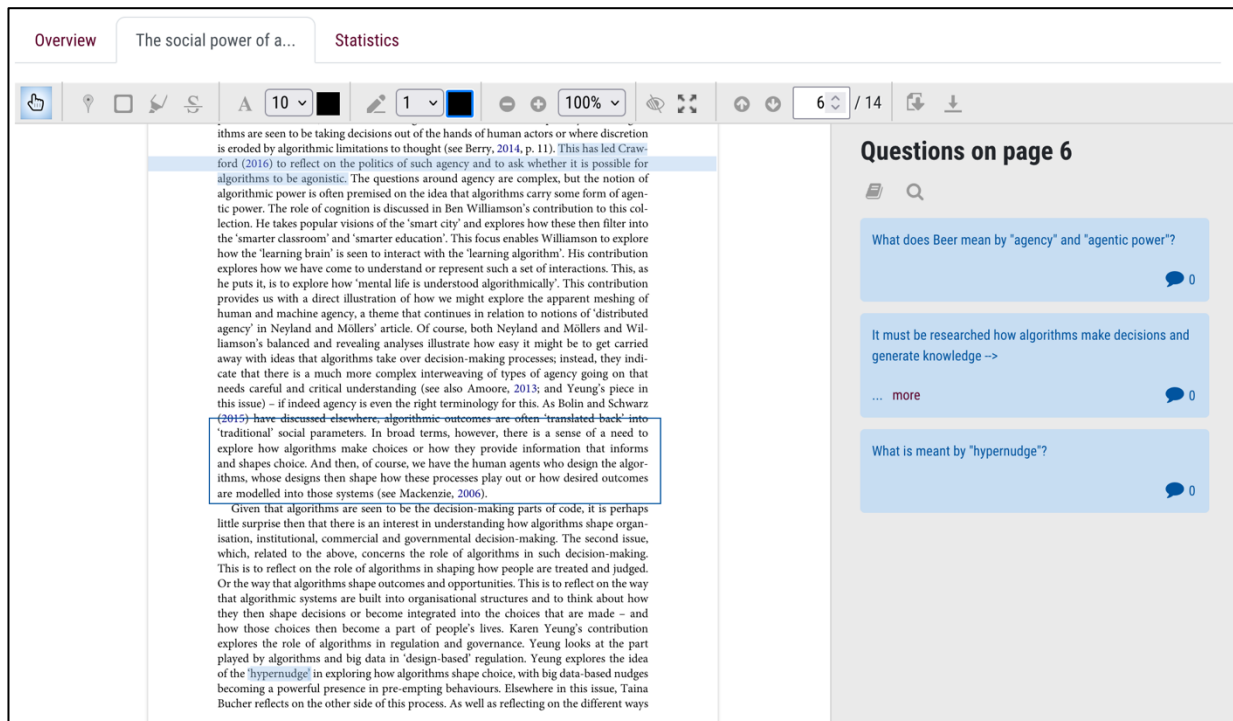 Overview
The social power of a...
Statistics
A 10 1 100% 6 / 14
ithms are seen to be taking decisions out of the hands of human actors or where discretion
is eroded by algorithmic limitations to thought (see Berry, 2014, p. 11). This has led Craw-
ford (2016) to reflect on the politics of such agency and to ask whether it is possible for
algorithms to be agonistic. The questions around agency are complex, but the notion of
algorithmic power is often premised on the idea that algorithms carry some form of agen-
tic power. The role of cognition is discussed in Ben Williamson's contribution to this col-
lection. He takes popular visions of the 'smart city' and explores how these then filter into
the 'smarter classroom' and 'smarter education'. This focus enables Williamson to explore
how the 'learning brain' is seen to interact with the 'learning algorithm'. His contribution
explores how we have come to understand or represent such a set of interactions. This, as
he puts it, is to explore how 'mental life is understood algorithmically'. This contribution
provides us with a direct illustration of how we might explore the apparent meshing of
human and machine agency, a theme that continues in relation to notions of 'distributed
agency' in Neyland and Möllers' article. Of course, both Neyland and Möllers and Wil-
liamson's balanced and revealing analyses illustrate how easy it might be to get carried
away with ideas that algorithms take over decision-making processes; instead, they indi-
cate that there is a much more complex interweaving of types of agency going on that
needs careful and critical understanding (see also Amoore, 2013; and Yeung's piece in
this issue) – if indeed agency is even the right terminology for this. As Bolin and Schwarz
(2015) have discussed elsewhere, algorithmic outcomes are often 'translated back' into
'traditional' social parameters. In broad terms, however, there is a sense of a need to
explore how algorithms make choices or how they provide information that informs
and shapes choice. And then, of course, we have the human agents who design the algor-
ithms, whose designs then shape how these processes play out or how desired outcomes
are modelled into those systems (see Mackenzie, 2006).
Given that algorithms are seen to be the decision-making parts of code, it is perhaps
little surprise then that there is an interest in understanding how algorithms shape organ-
isation, institutional, commercial and governmental decision-making. The second issue,
which, related to the above, concerns the role of algorithms in such decision-making.
This is to reflect on the role of algorithms in shaping how people are treated and judged.
Or the way that algorithms shape outcomes and opportunities. This is to reflect on the way
that algorithmic systems are built into organisational structures and to think about how
they then shape decisions or become integrated into the choices that are made – and
how those choices then become a part of people's lives. Karen Yeung's contribution
explores the role of algorithms in regulation and governance. Yeung looks at the part
played by algorithms and big data in 'design-based' regulation. Yeung explores the idea
of the 'hypernudge' in exploring how algorithms shape choice, with big data-based nudges
becoming a powerful presence in pre-empting behaviours. Elsewhere in this issue, Taina
Bucher reflects on the other side of this process. As well as reflecting on the different ways
Questions on page 6
What does Beer mean by "agency" and "agentic power"?
0
It must be researched how algorithms make decisions and
generate knowledge -->
... more
0
What is meant by "hypernudge"?
0